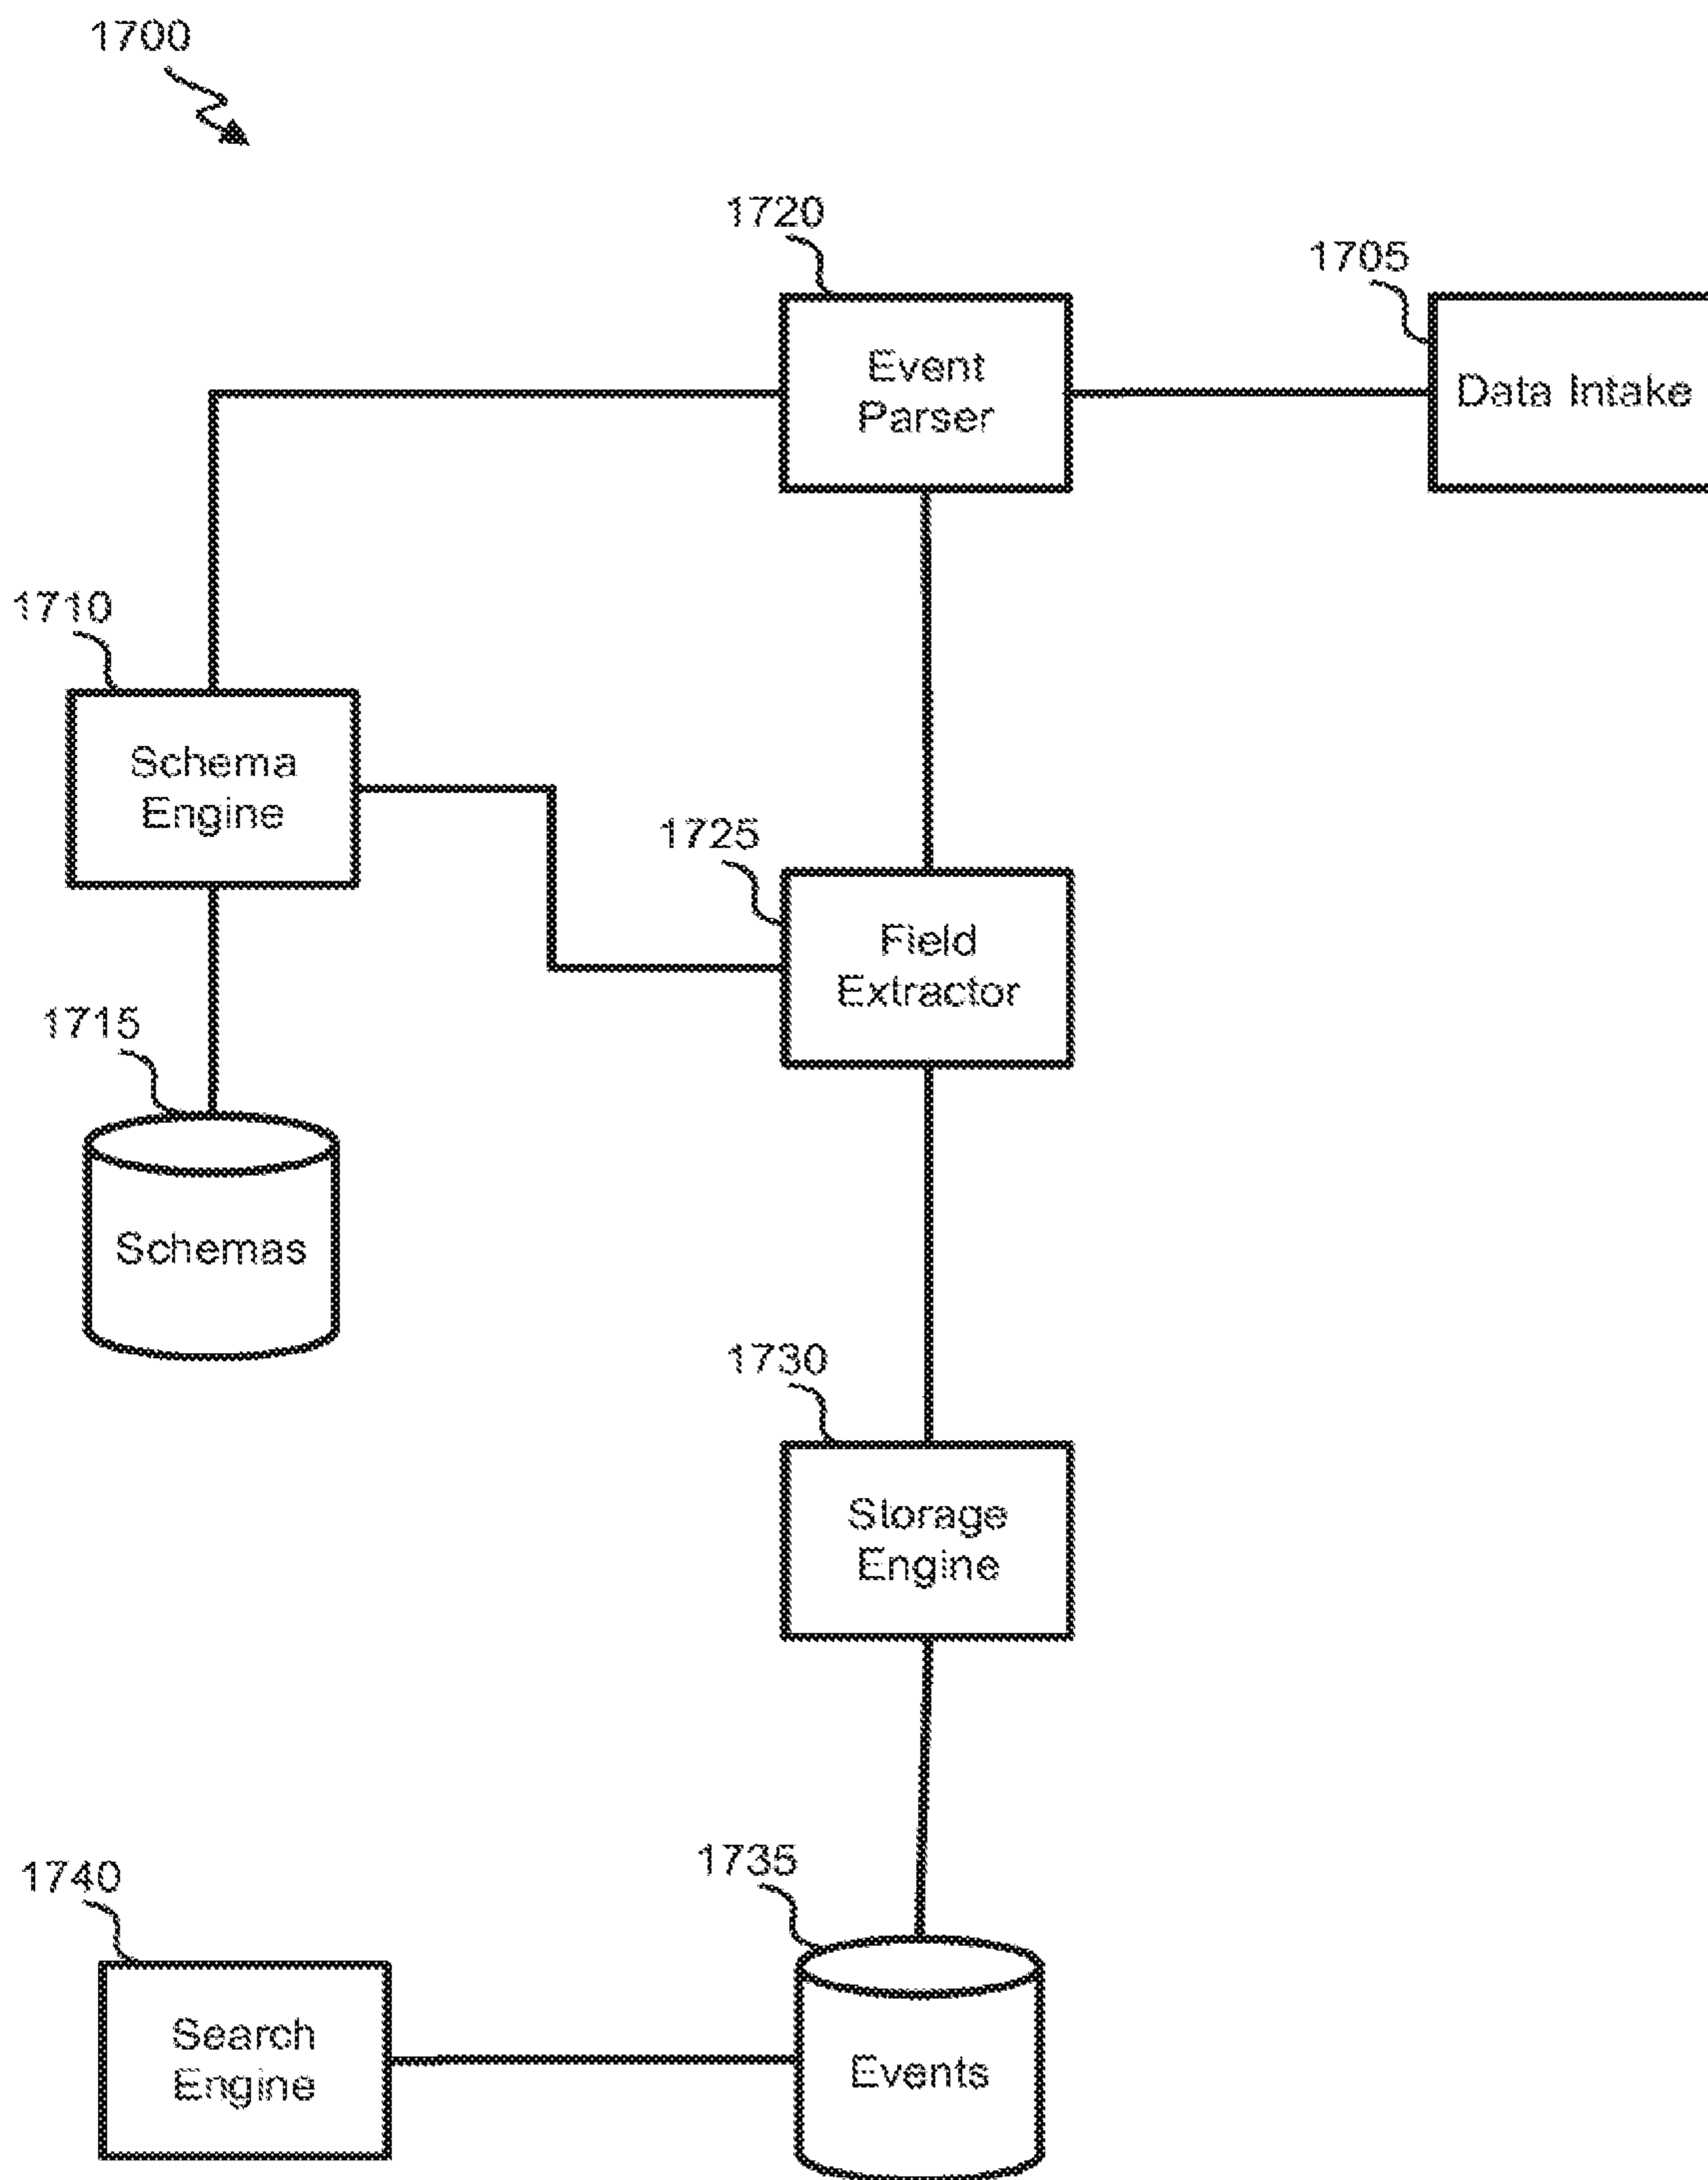 1700
1720
1705
Event
Parser
Data Intake
1710
Schema
Engine
1725
Field
Extractor
1715
Schemas
1730
Storage
Engine
1740
1735
Search
Engine
Events